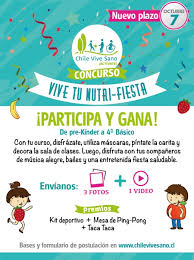 Nuevo plazo
OCTUBRE
7
Chile Vive Sano
CONCURSO
VIVE TU NUTRI-FIESTA
¡PARTICIPA Y GANA!
De pre-Kinder a 4º Básico
Con tu curso, disfrázate, utiliza máscaras, píntate la carita y
decora la sala de clases. Luego, disfruta con tus compañeros
de música alegre, bailes y una entretenida fiesta saludable.
Envíanos:
3 FOTOS
+
1 VIDEO
Premios
Kit deportivo + Mesa de Ping-Pong
+ Taca Taca
Bases y formulario de postulación en www.chilevivesano.cl